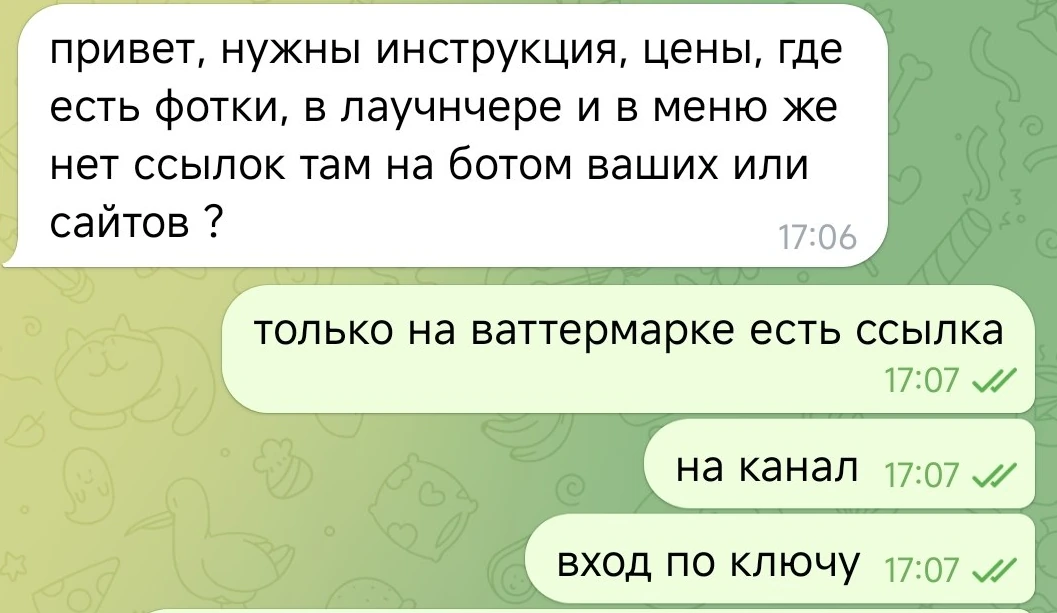 привет, нужны инструкция, цены, где
есть фотки, в лаучнчере и в меню же
нет ссылок там на ботом ваших или
сайтов ?
17:06
только на ваттермарке есть ссылка
17:07
на канал 17:07
вход по ключу 17:07